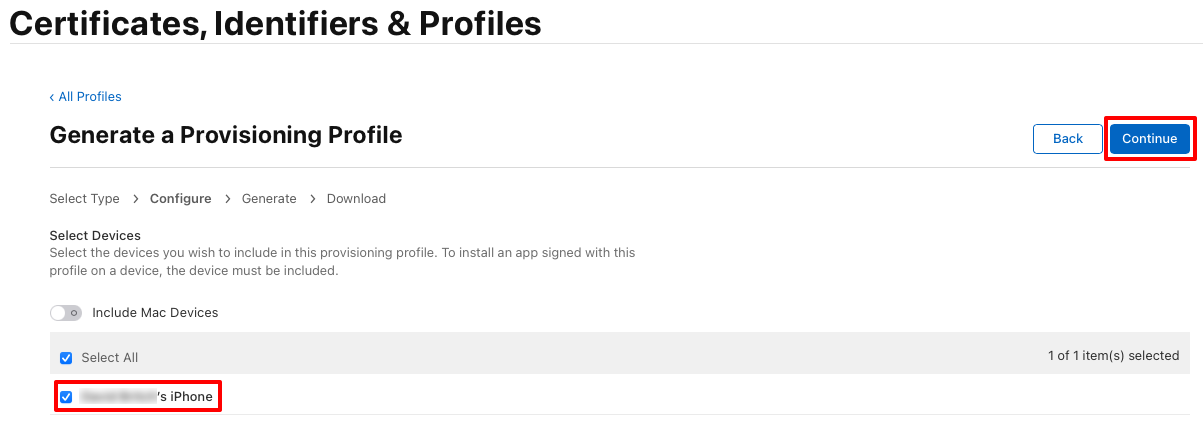 Certificates, Identifiers & Profiles
‹ All Profiles
Generate a Provisioning Profile
Back
Continue
Select Type > Configure > Generate > Download
Select Devices
Select the devices you wish to include in this provisioning profile. To install an app signed with this
profile on a device, the device must be included.
Include Mac Devices
Select All
1 of 1 item(s) selected
's iPhone